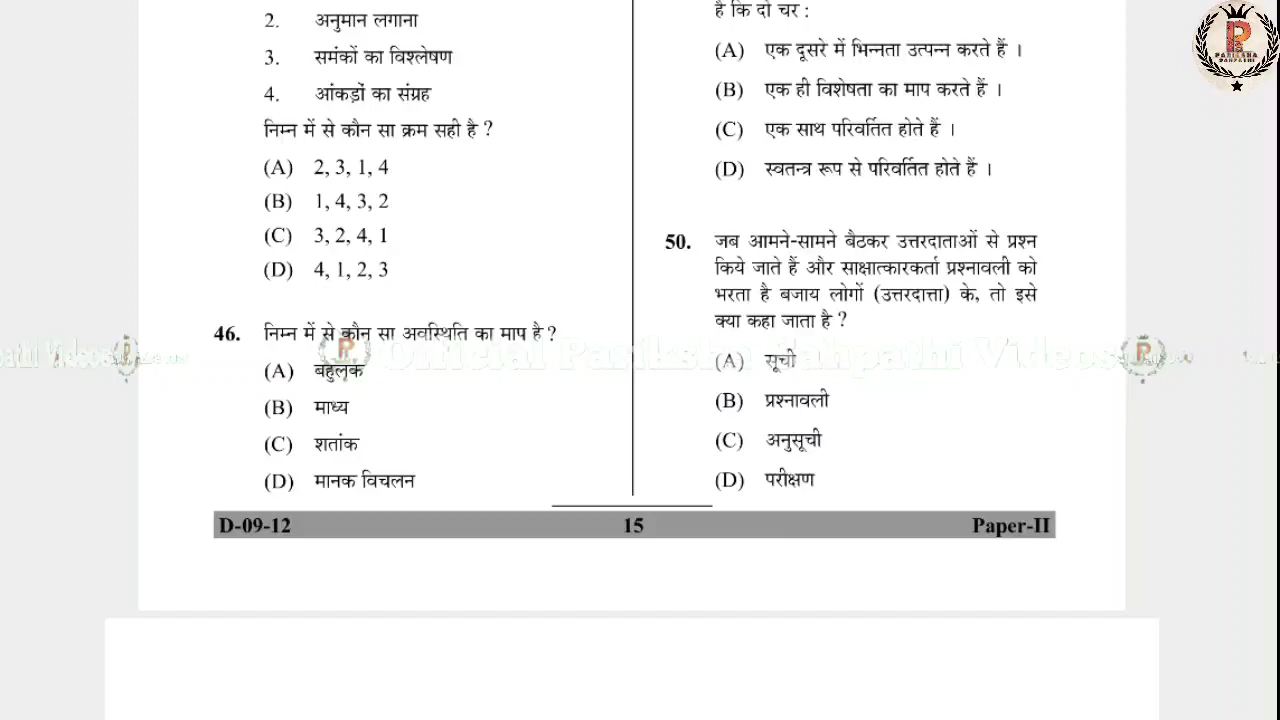 2. अनुमान लगाना
3. समंकों का विश्लेषण
4. आंकड़ों का संग्रह
निम्न में से कौन सा क्रम सही है ?
(A) 2, 3, 1, 4
(B) 1, 4, 3, 2
(C) 3, 2, 4, 1
(D) 4, 1, 2, 3
46. निम्न में से कौन सा अवस्थिति का माप है ?
(A) बहुलक
(B) माध्य
(C) शतांक
(D) मानक विचलन
है कि दो चर :
(A) एक दूसरे में भिन्नता उत्पन्न करते हैं ।
(B) एक ही विशेषता का माप करते हैं ।
(C) एक साथ परिवर्तित होते हैं ।
(D) स्वतन्त्र रूप से परिवर्तित होते हैं ।
50. जब आमने-सामने बैठकर उत्तरदाताओं से प्रश्न
किये जाते हैं और साक्षात्कारकर्ता प्रश्नावली को
भरता है बजाय लोगों (उत्तरदात्ता) के, तो इसे
क्या कहा जाता है ?
(A) सूची
(B) प्रश्नावली
(C) अनुसूची
(D) परीक्षण
Official Pariksha Sahpathi Videos
D-09-12 15 Paper-II